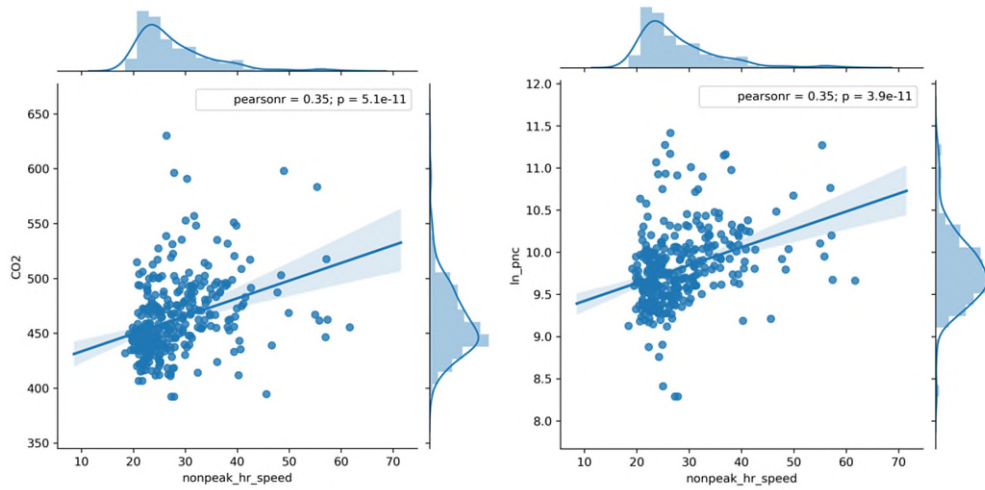 pearsonr = 0.35; p = 5.1e-11
650
600
550
500
450
400
350
CO2
10 20 30 40 50 60 70
nonpeak_hr_speed
pearsonr = 0.35; p = 3.9e-11
12.0
11.5
11.0
10.5
10.0
9.5
9.0
8.5
8.0
ln_pnc
10 20 30 40 50 60 70
nonpeak_hr_speed